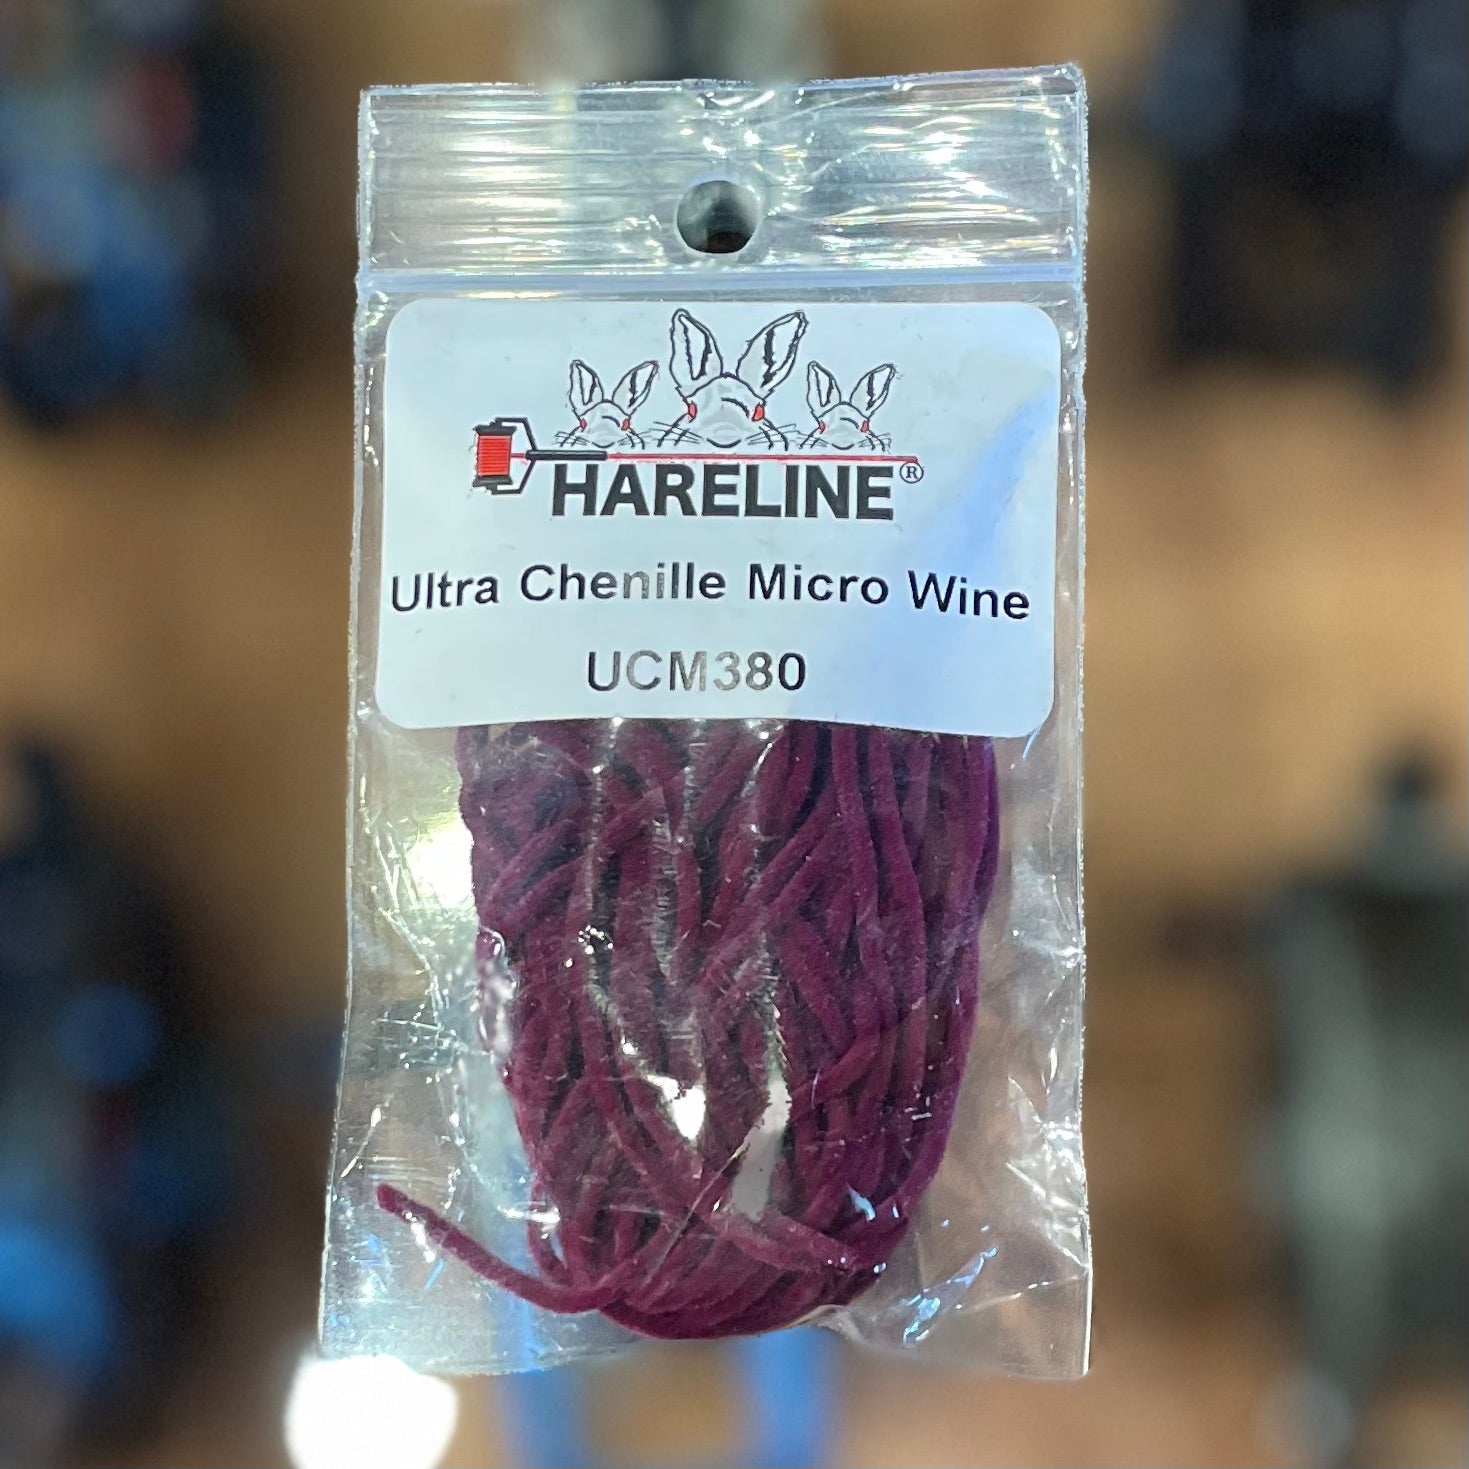 HARELINE®
Ultra Chenille Micro Wine
UCM380